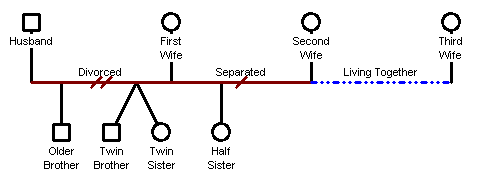 Husband
First
Wife
Second
Wife
Third
Wife
Divorced
Separated
Living Together
Older
Brother
Twin
Brother
Twin
Sister
Half
Sister